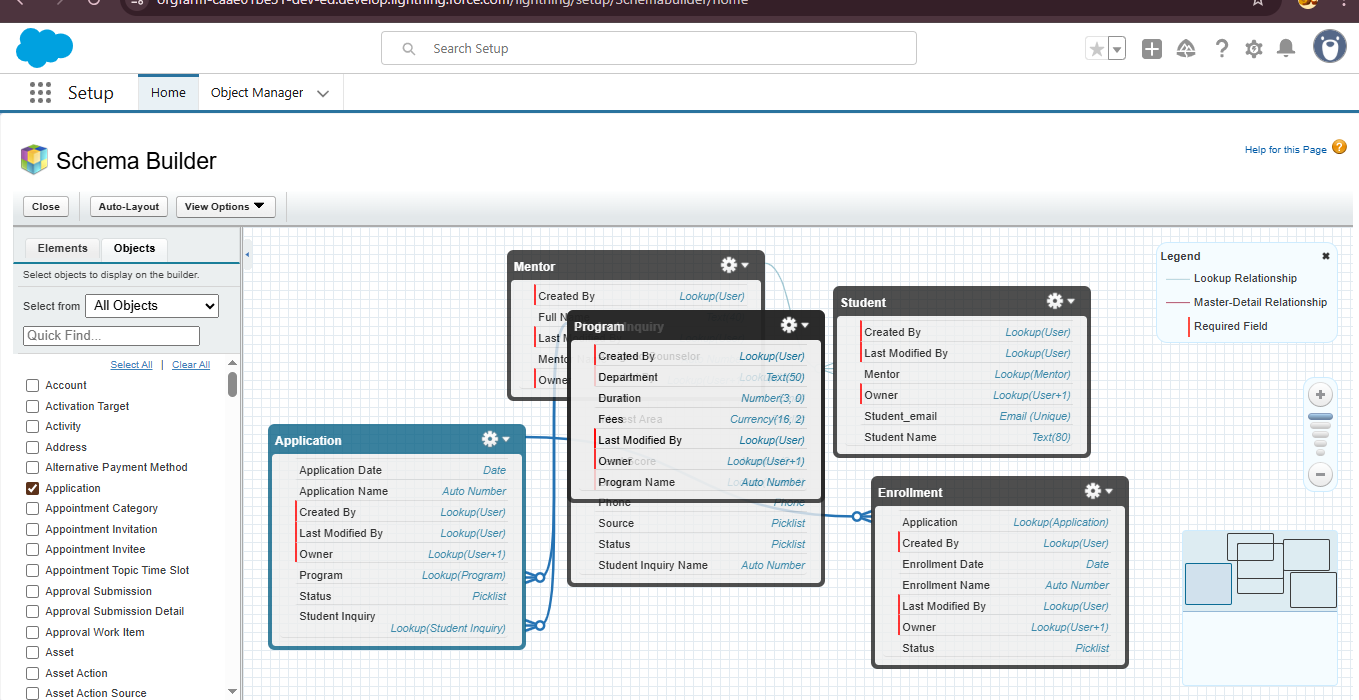 orgfarm-caae01be31-dev-ed.develop.lightning.force.com/lightning/setup/SchemaBuilder/home
Search Setup
Setup
Home
Object Manager
Schema Builder
Help for this Page
Close
Auto-Layout
View Options
Elements
Objects
Select objects to display on the builder.
Select from
All Objects
Quick Find...
Select All | Clear All
Account
Activation Target
Activity
Address
Alternative Payment Method
Application
Appointment Category
Appointment Invitation
Appointment Invitee
Appointment Topic Time Slot
Approval Submission
Approval Submission Detail
Approval Work Item
Asset
Asset Action
Asset Action Source
Mentor
Created By Lookup(User)
Full
Last
Mento
Owne
Program
Inquiry
Created By Lookup(User)
Department Text(50)
Duration Number(3, 0)
Fees Currency(16, 2)
Last Modified By Lookup(User)
Owner Lookup(User+1)
Program Name Auto Number
Phone Phone
Source Picklist
Status Picklist
Student Inquiry Name Auto Number
Application
Application Date Date
Application Name Auto Number
Created By Lookup(User)
Last Modified By Lookup(User)
Owner Lookup(User+1)
Program Lookup(Program)
Status Picklist
Student Inquiry
Lookup(Student Inquiry)
Student
Created By Lookup(User)
Last Modified By Lookup(User)
Mentor Lookup(Mentor)
Owner Lookup(User+1)
Student_email Email (Unique)
Student Name Text(80)
Enrollment
Application Lookup(Application)
Created By Lookup(User)
Enrollment Date Date
Enrollment Name Auto Number
Last Modified By Lookup(User)
Owner Lookup(User+1)
Status Picklist
Legend
Lookup Relationship
Master-Detail Relationship
Required Field